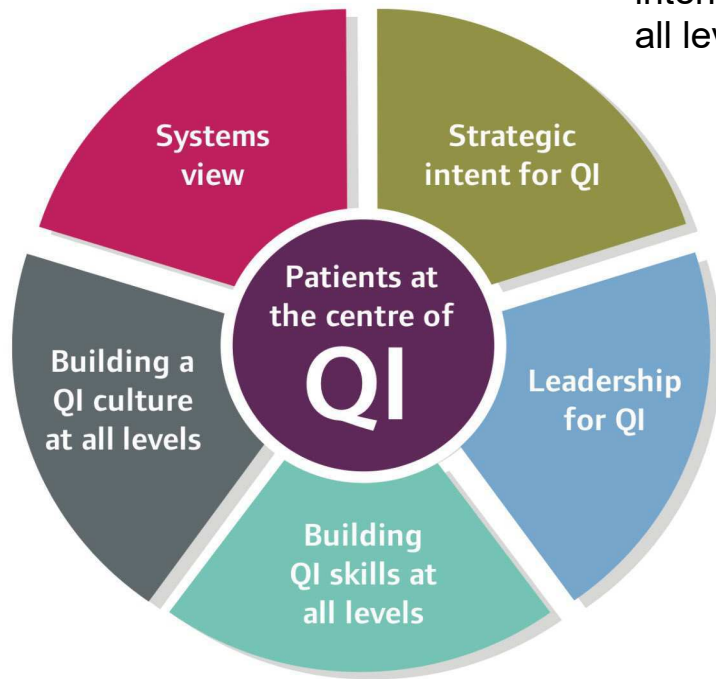 Systems
view
Strategic
intent for QI
Patients at
the centre of
QI
Building a
QI culture
at all levels
Leadership
for QI
Building
QI skills at
all levels